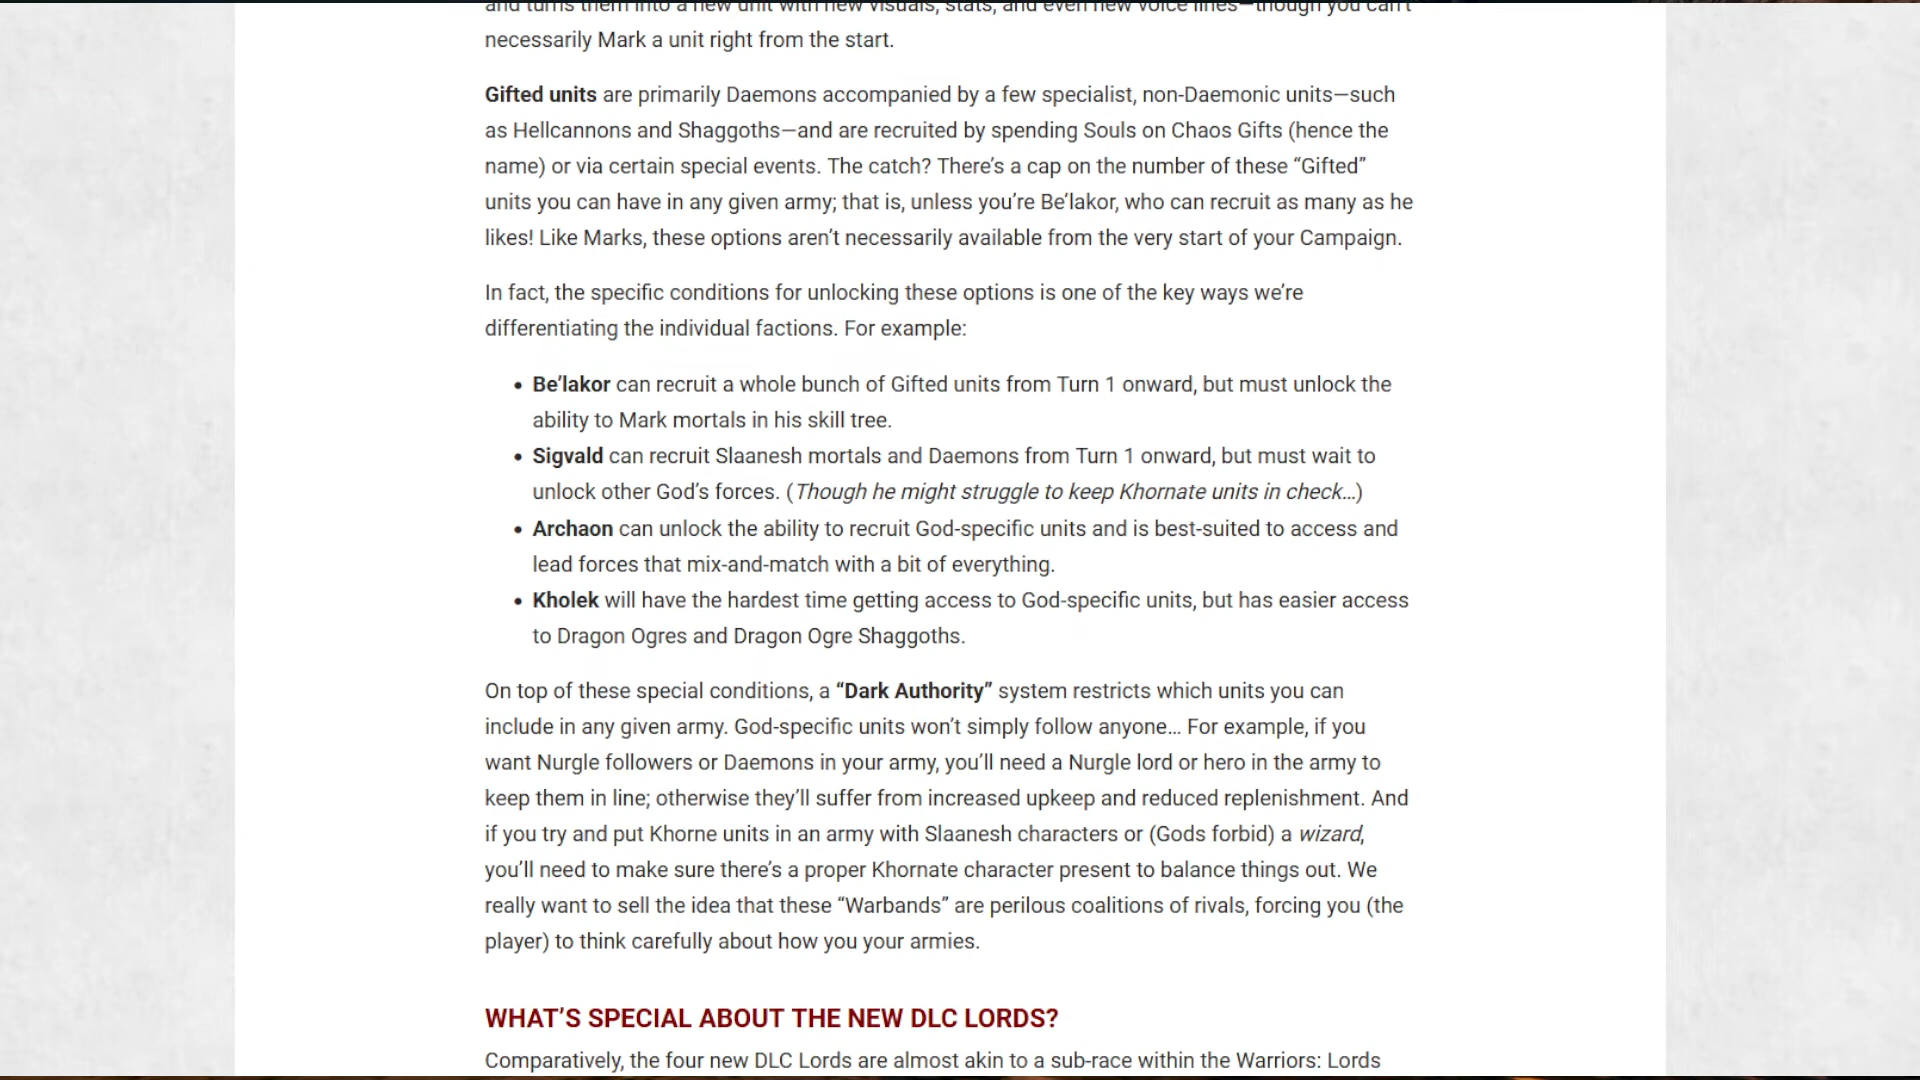 and turns them into a new unit with new visuals, stats, and even new voice lines—though you can't
necessarily Mark a unit right from the start.
Gifted units are primarily Daemons accompanied by a few specialist, non-Daemonic units—such
as Hellcannons and Shaggoths—and are recruited by spending Souls on Chaos Gifts (hence the
name) or via certain special events. The catch? There’s a cap on the number of these “Gifted”
units you can have in any given army; that is, unless you’re Be’lakor, who can recruit as many as he
likes! Like Marks, these options aren’t necessarily available from the very start of your Campaign.
In fact, the specific conditions for unlocking these options is one of the key ways we’re
differentiating the individual factions. For example:
• Be’lakor can recruit a whole bunch of Gifted units from Turn 1 onward, but must unlock the
ability to Mark mortals in his skill tree.
• Sigvald can recruit Slaanesh mortals and Daemons from Turn 1 onward, but must wait to
unlock other God’s forces. (Though he might struggle to keep Khornate units in check…)
• Archaon can unlock the ability to recruit God-specific units and is best-suited to access and
lead forces that mix-and-match with a bit of everything.
• Kholek will have the hardest time getting access to God-specific units, but has easier access
to Dragon Ogres and Dragon Ogre Shaggoths.
On top of these special conditions, a “Dark Authority” system restricts which units you can
include in any given army. God-specific units won’t simply follow anyone… For example, if you
want Nurgle followers or Daemons in your army, you’ll need a Nurgle lord or hero in the army to
keep them in line; otherwise they’ll suffer from increased upkeep and reduced replenishment. And
if you try and put Khorne units in an army with Slaanesh characters or (Gods forbid) a wizard,
you’ll need to make sure there’s a proper Khornate character present to balance things out. We
really want to sell the idea that these “Warbands” are perilous coalitions of rivals, forcing you (the
player) to think carefully about how you your armies.
WHAT’S SPECIAL ABOUT THE NEW DLC LORDS?
Comparatively, the four new DLC Lords are almost akin to a sub-race within the Warriors: Lords